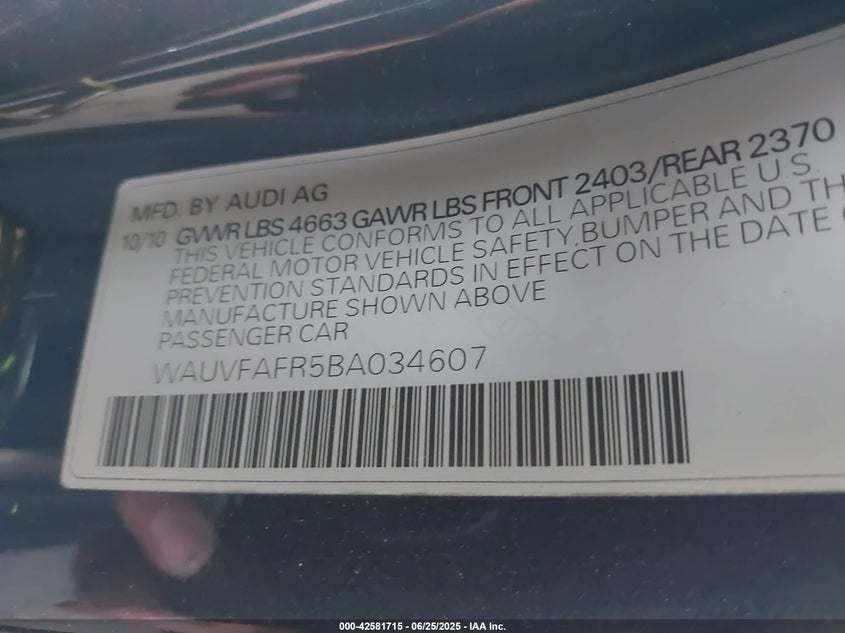 MFD. BY AUDI AG
10/10 GVWR LBS 4663 GAWR LBS FRONT 2403/REAR 2370
THIS VEHICLE CONFORMS TO ALL APPLICABLE U.S.
FEDERAL MOTOR VEHICLE SAFETY, BUMPER AND
PREVENTION STANDARDS IN EFFECT ON THE DATE
MANUFACTURE SHOWN ABOVE
PASSENGER CAR
WAUVFAFR5BA034607
000-42581715 - 06/25/2025 - IAA Inc.